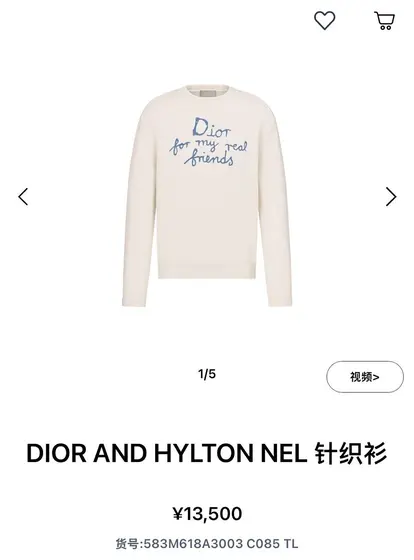 Dior
for my real
friends
1/5
视频>
DIOR AND HYLTON NEL 针织衫
¥13,500
货号:583M618A3003 C085 TL